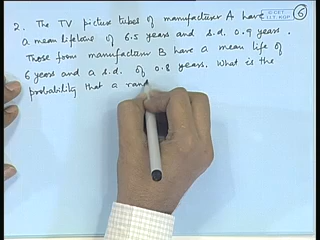 2. The TV picture tubes of manufacturer A have
a mean lifetime of 6.5 years and s.d. 0.9 years.
Those from manufacturer B have a mean life of
6 years and a s.d. of 0.8 years. What is the
probability that a rand
6